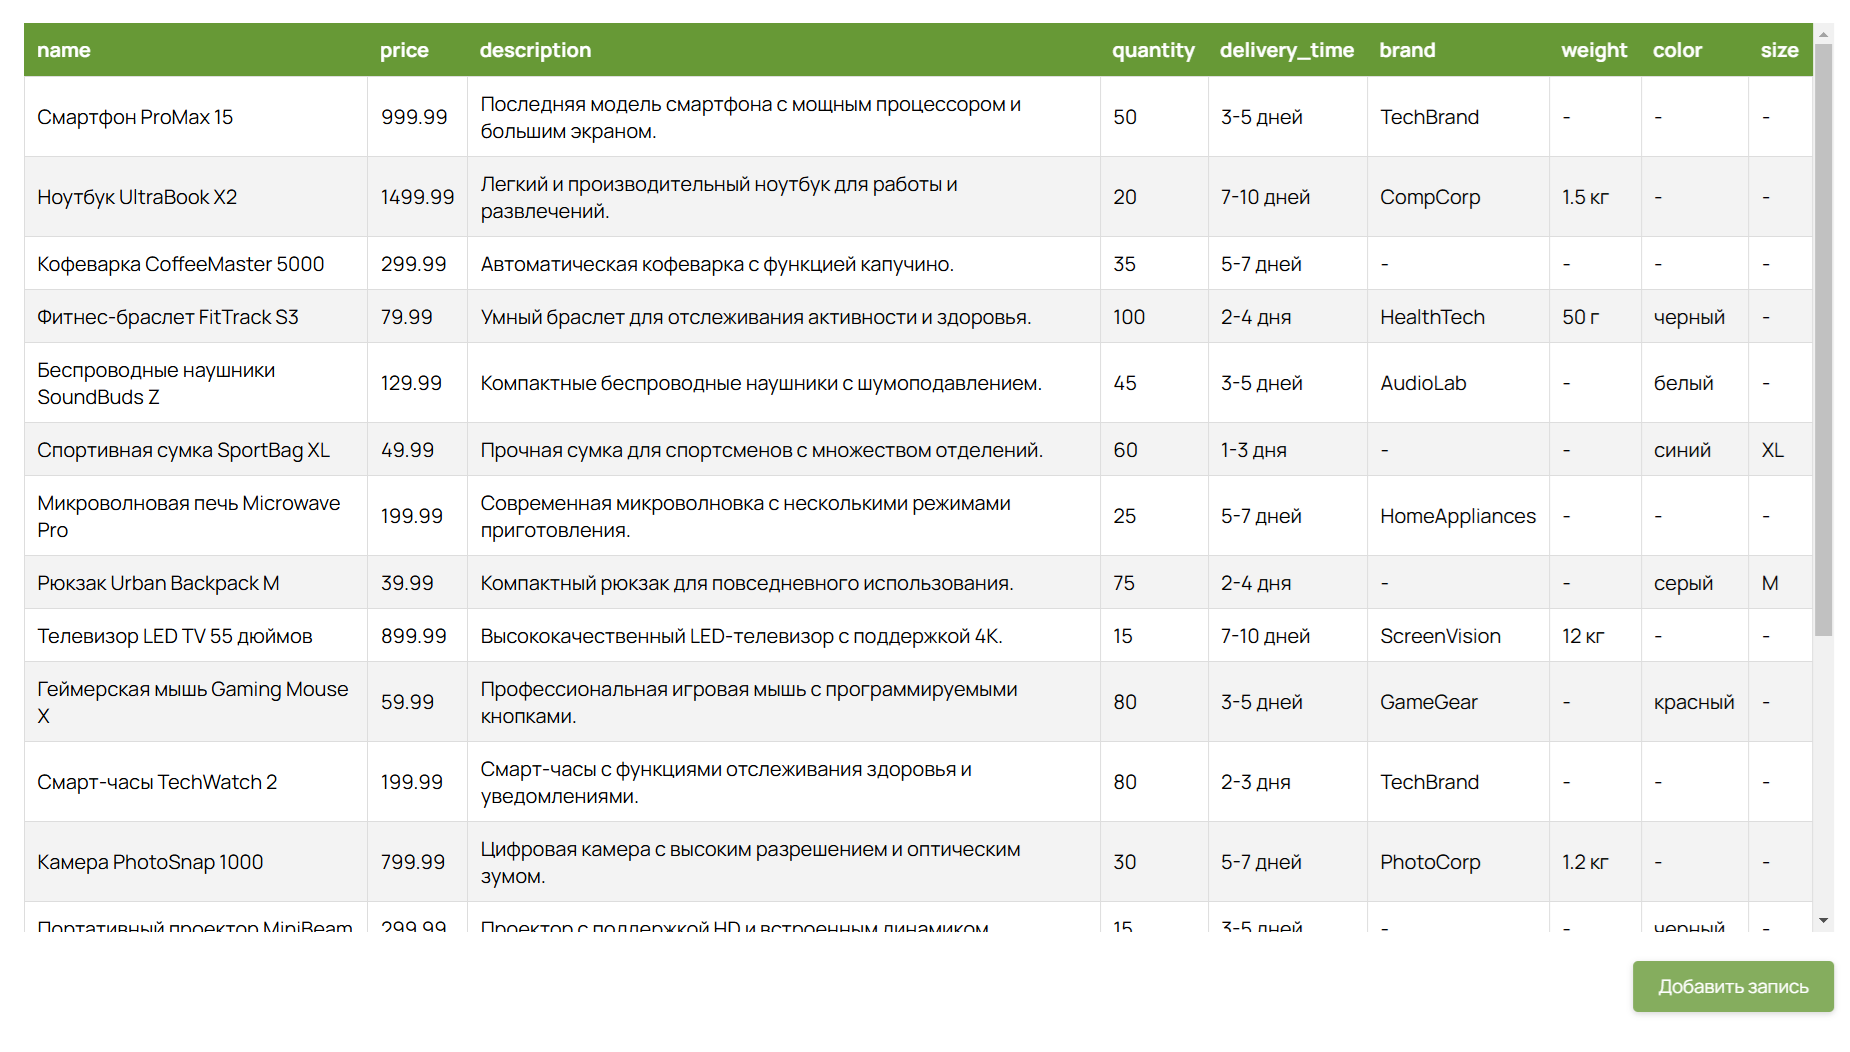 name price description quantity delivery_time brand weight color size
Смартфон ProMax 15 999.99 Последняя модель смартфона с мощным процессором и
большим экраном. 50 3-5 дней TechBrand - - -
Ноутбук UltraBook X2 1499.99 Легкий и производительный ноутбук для работы и
развлечений. 20 7-10 дней CompCorp 1.5 кг - -
Кофеварка CoffeeMaster 5000 299.99 Автоматическая кофеварка с функцией капучино. 35 5-7 дней - - - -
Фитнес-браслет FitTrack S3 79.99 Умный браслет для отслеживания активности и здоровья. 100 2-4 дня HealthTech 50 г черный -
Беспроводные наушники
SoundBuds Z 129.99 Компактные беспроводные наушники с шумоподавлением. 45 3-5 дней AudioLab - белый -
Спортивная сумка SportBag XL 49.99 Прочная сумка для спортсменов с множеством отделений. 60 1-3 дня - - синий XL
Микроволновая печь Microwave
Pro 199.99 Современная микроволновка с несколькими режимами
приготовления. 25 5-7 дней HomeAppliances - - -
Рюкзак Urban Backpack M 39.99 Компактный рюкзак для повседневного использования. 75 2-4 дня - - серый M
Телевизор LED TV 55 дюймов 899.99 Высококачественный LED-телевизор с поддержкой 4K. 15 7-10 дней ScreenVision 12 кг - -
Геймерская мышь Gaming Mouse
X 59.99 Профессиональная игровая мышь с программируемыми
кнопками. 80 3-5 дней GameGear - красный -
Смарт-часы TechWatch 2 199.99 Смарт-часы с функциями отслеживания здоровья и
уведомлениями. 80 2-3 дня TechBrand - - -
Камера PhotoSnap 1000 799.99 Цифровая камера с высоким разрешением и оптическим
зумом. 30 5-7 дней PhotoCorp 1.2 кг - -
Портативный проектор MiniBeam 299.99 Проектор с поддержкой HD и встроенным динамиком. 15 3-5 дней - - черный -
Добавить запись